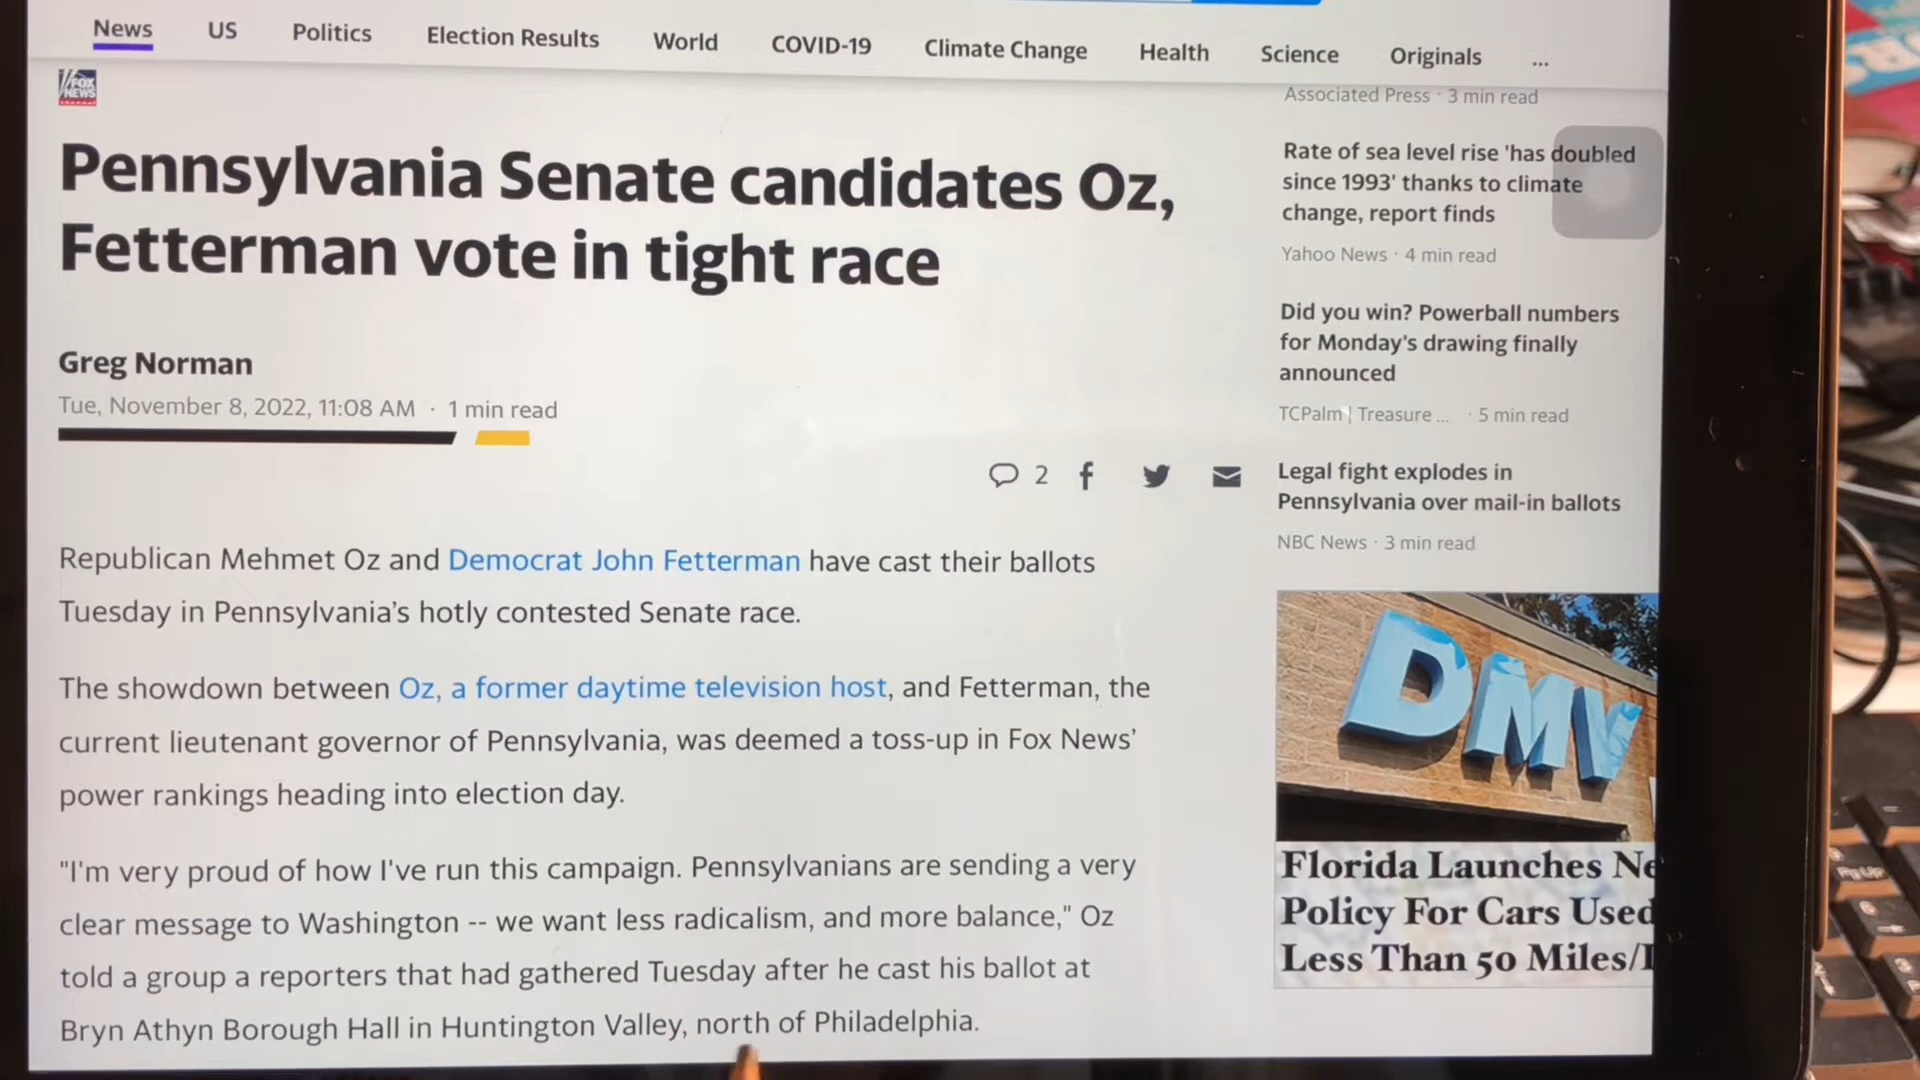 News US Politics Election Results World COVID-19 Climate Change Health Science Originals ...
FOX
NEWS
Pennsylvania Senate candidates Oz,
Fetterman vote in tight race
Greg Norman
Tue, November 8, 2022, 11:08 AM · 1 min read
2
Republican Mehmet Oz and Democrat John Fetterman have cast their ballots
Tuesday in Pennsylvania's hotly contested Senate race.
The showdown between Oz, a former daytime television host, and Fetterman, the
current lieutenant governor of Pennsylvania, was deemed a toss-up in Fox News'
power rankings heading into election day.
"I'm very proud of how I've run this campaign. Pennsylvanians are sending a very
clear message to Washington -- we want less radicalism, and more balance," Oz
told a group a reporters that had gathered Tuesday after he cast his ballot at
Bryn Athyn Borough Hall in Huntington Valley, north of Philadelphia.
Associated Press · 3 min read
Rate of sea level rise 'has doubled
since 1993' thanks to climate
change, report finds
Yahoo News · 4 min read
Did you win? Powerball numbers
for Monday's drawing finally
announced
TCPalm | Treasure ... · 5 min read
Legal fight explodes in
Pennsylvania over mail-in ballots
NBC News · 3 min read
DMV
Florida Launches Ne
Policy For Cars Used
Less Than 50 Miles/
PgUp